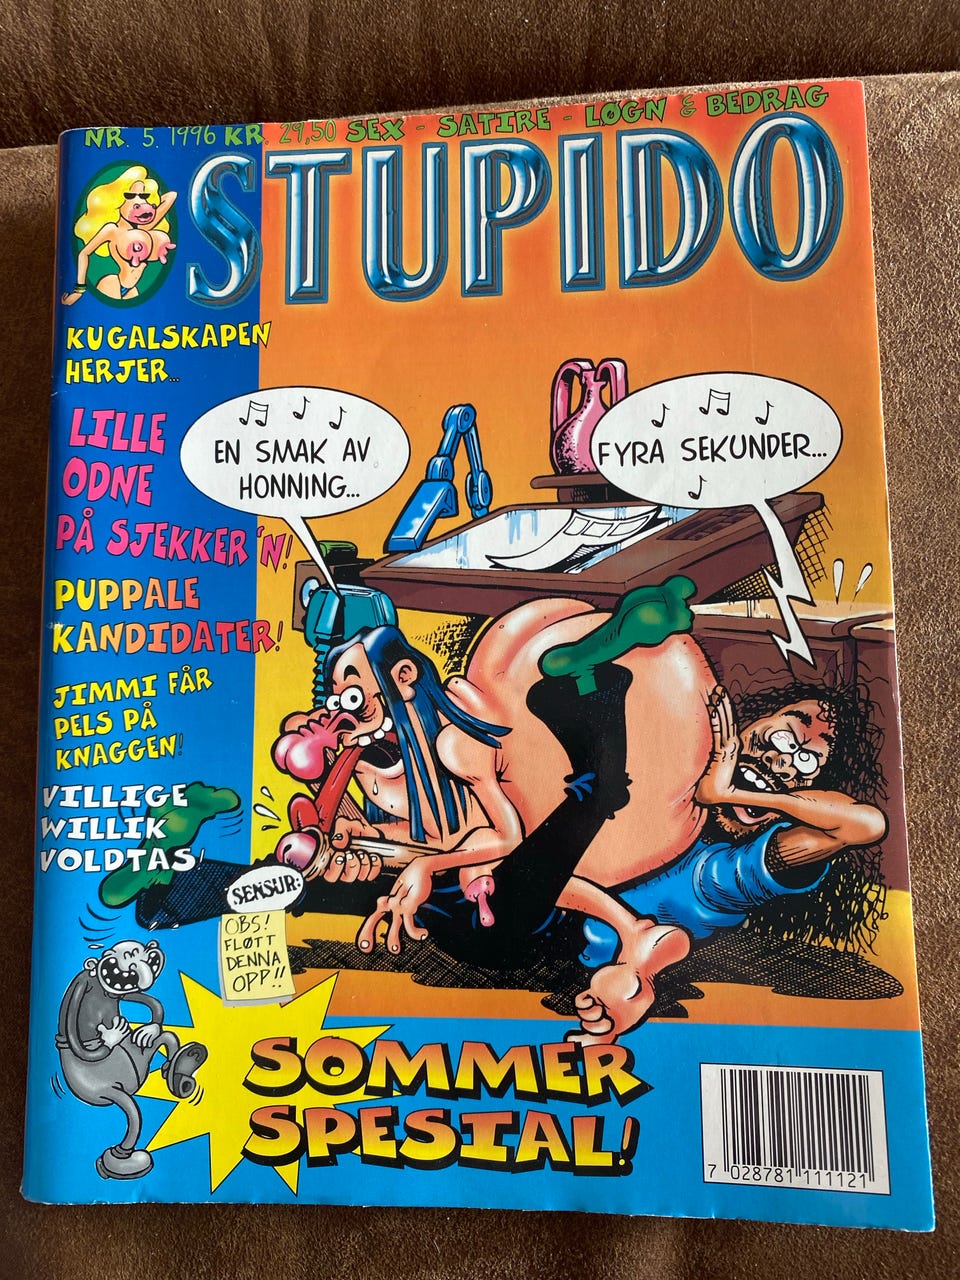 NR. 5. 1996 KR. 29,50 SEX - SATIRE - LØGN & BEDRAG
STUPIDO
KUGALSKAPEN
HERJER...
LILLE
ODNE
PÅ SJEKKER'N!
PUPPALE
KANDIDATER!
JIMMI FÅR
PELS PÅ
KNAGGEN!
VILLIGE
WILLIK
VOLDTAS!
EN SMAK AV
HONNING...
FYRA SEKUNDER...
SENSUR:
OBS!
FLØTT
DENNA
OPP!!
SOMMER
SPESIAL!
7 028781 111121